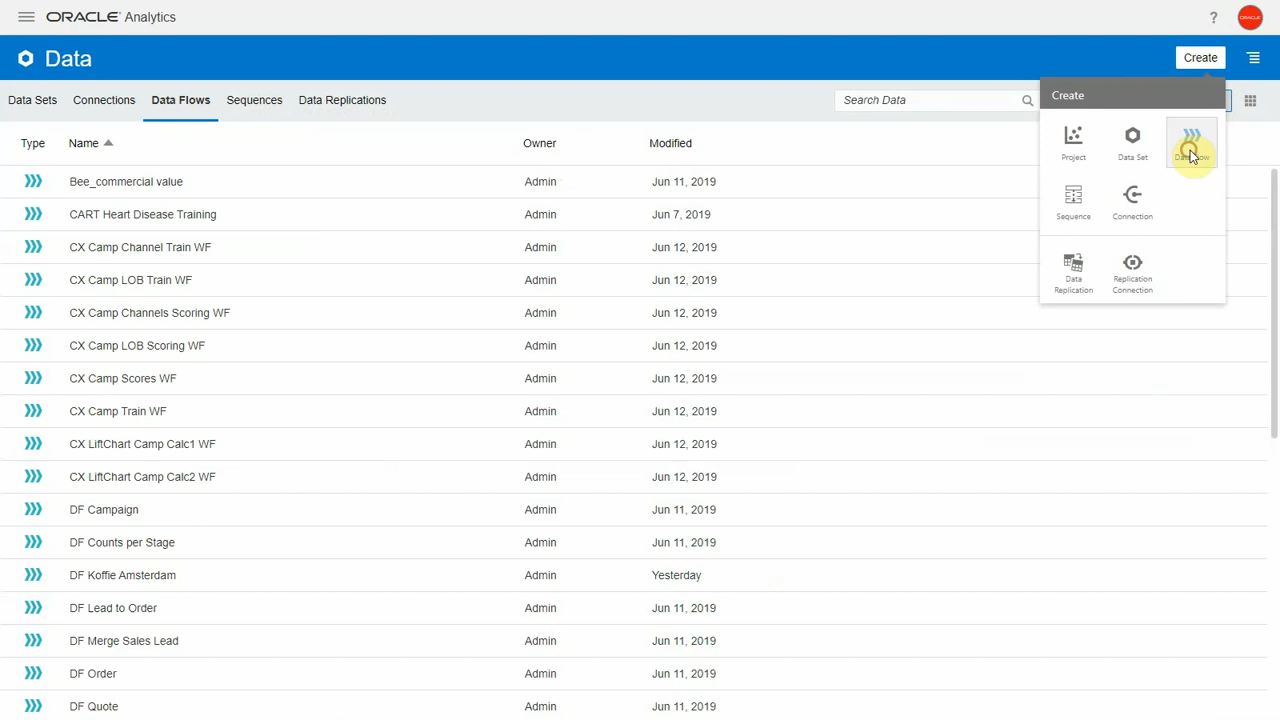 ORACLE Analytics ?
ORACLE
Data Create
Data Sets Connections Data Flows Sequences Data Replications Search Data
Create
Project Data Set Data Flow
Sequence Connection
Data Replication Replication Connection
Type Name Owner Modified
Bee_commercial value Admin Jun 11, 2019
CART Heart Disease Training Admin Jun 7, 2019
CX Camp Channel Train WF Admin Jun 12, 2019
CX Camp LOB Train WF Admin Jun 12, 2019
CX Camp Channels Scoring WF Admin Jun 12, 2019
CX Camp LOB Scoring WF Admin Jun 12, 2019
CX Camp Scores WF Admin Jun 12, 2019
CX Camp Train WF Admin Jun 12, 2019
CX LiftChart Camp Calc1 WF Admin Jun 12, 2019
CX LiftChart Camp Calc2 WF Admin Jun 12, 2019
DF Campaign Admin Jun 11, 2019
DF Counts per Stage Admin Jun 11, 2019
DF Koffie Amsterdam Admin Yesterday
DF Lead to Order Admin Jun 11, 2019
DF Merge Sales Lead Admin Jun 11, 2019
DF Order Admin Jun 11, 2019
DF Quote Admin Jun 11, 2019